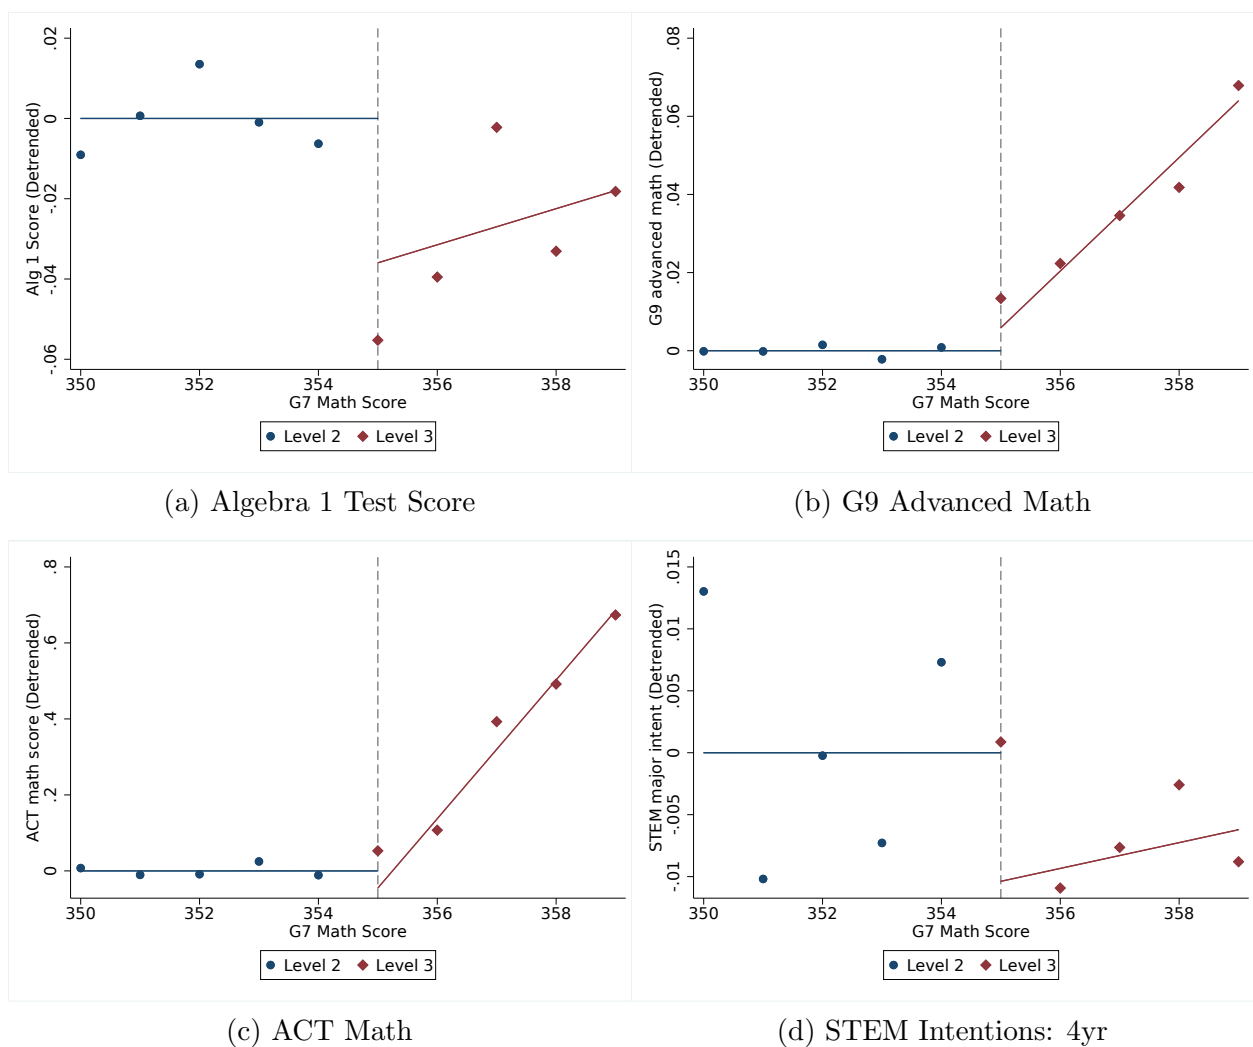 Alg 1 Score (Detrended)
.02
0
-.02
-.04
-.06
350
352
354
356
358
G7 Math Score
Level 2
Level 3
(a) Algebra 1 Test Score
G9 advanced math (Detrended)
.08
.06
.04
.02
0
350
352
354
356
358
G7 Math Score
Level 2
Level 3
(b) G9 Advanced Math
ACT math score (Detrended)
.8
.6
.4
.2
0
350
352
354
356
358
G7 Math Score
Level 2
Level 3
(c) ACT Math
STEM major intent (Detrended)
.015
.01
.005
0
-.005
-.01
350
352
354
356
358
G7 Math Score
Level 2
Level 3
(d) STEM Intentions: 4yr